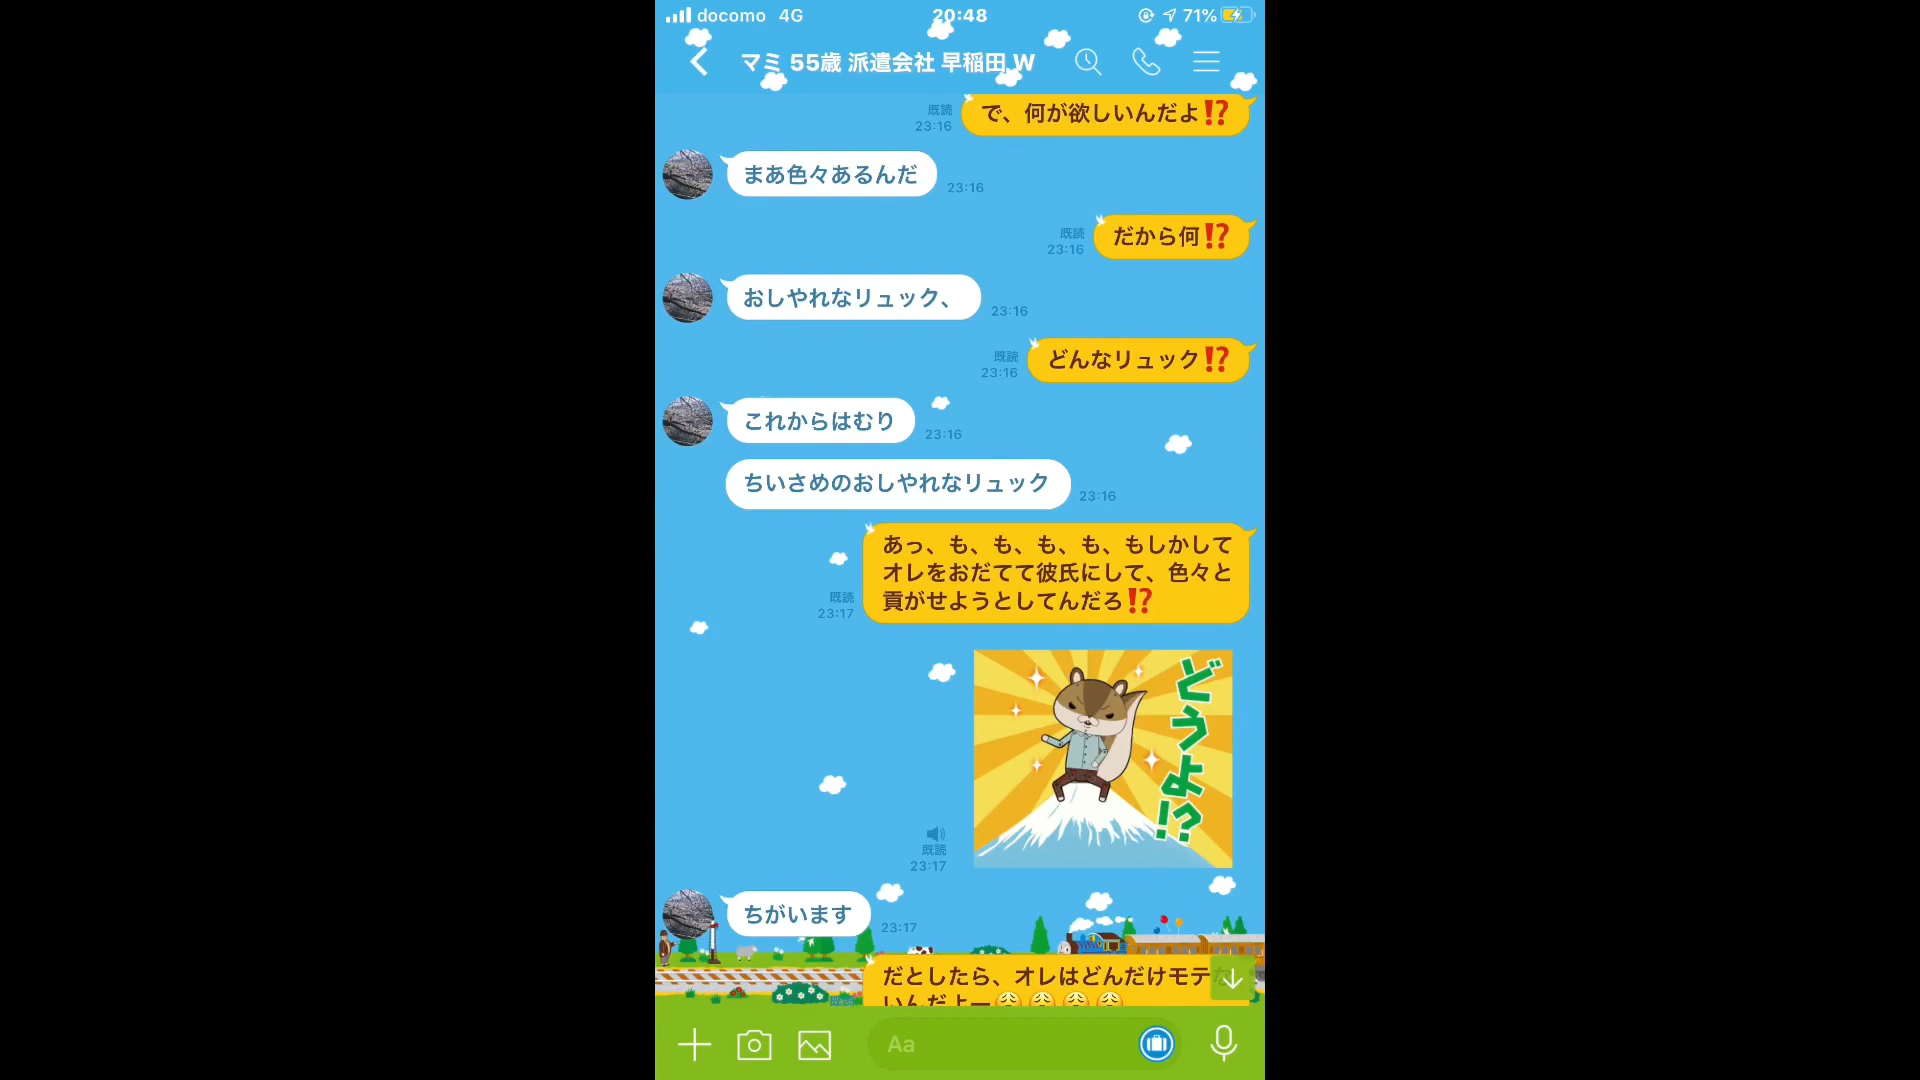 docomo 4G
20:48
71%
マミ 55歳 派遣会社 早稲田 W
で、何が欲しいんだよ⁉️
既読
23:16
まあ色々あるんだ
23:16
だから何⁉️
既読
23:16
おしやれなリュック、
23:16
どんなリュック⁉️
既読
23:16
これからはむり
23:16
ちいさめのおしやれなリュック
23:16
あっ、も、も、も、も、もしかして
オレをおだてて彼氏にして、色々と
貢がせようとしてんだろ⁉️
既読
23:17
どうよ!?
既読
23:17
ちがいます
23:17
だとしたら、オレはどんだけモテな
いんだよー😩😩😩😩
既読
Aa